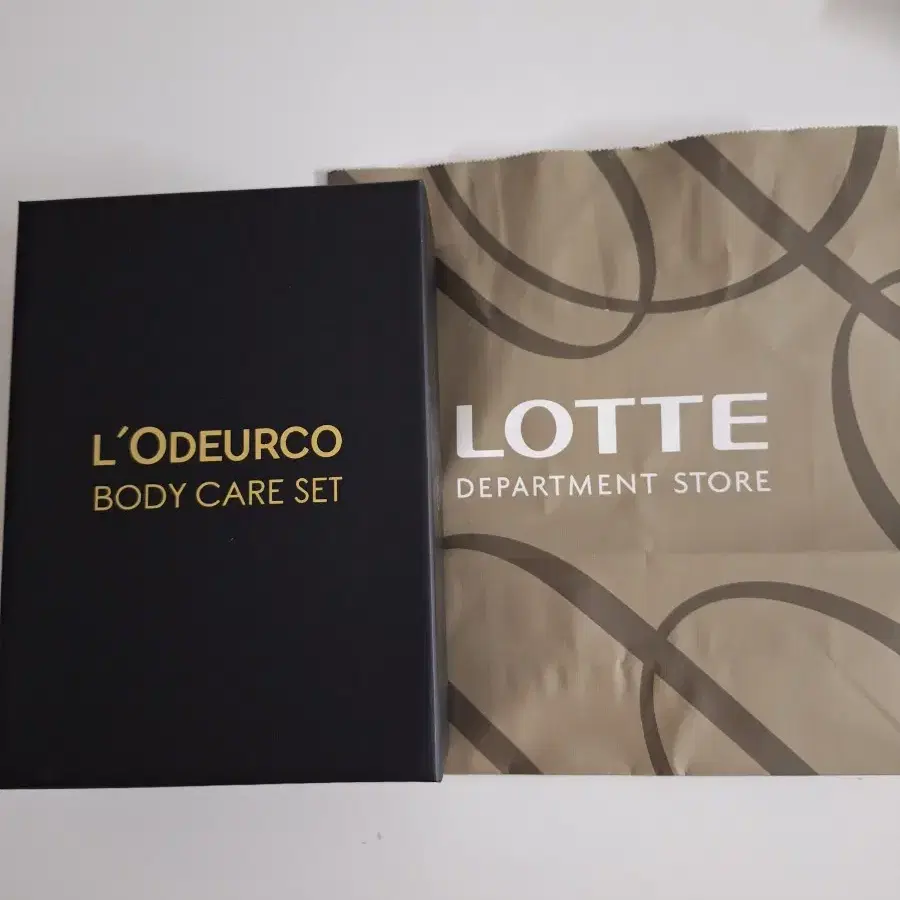 L´ODEURCO
BODY CARE SET
LOTTE
DEPARTMENT STORE